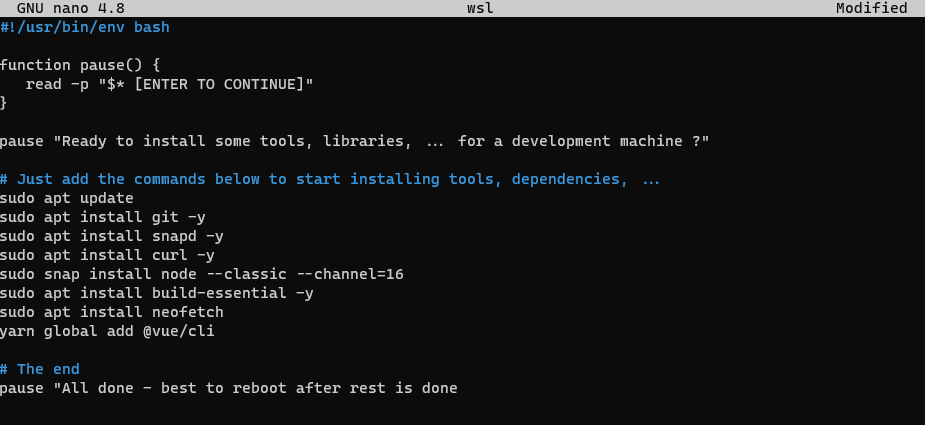 GNU nano 4.8 wsl Modified
#!/usr/bin/env bash
function pause() {
read -p "$* [ENTER TO CONTINUE]"
}
pause "Ready to install some tools, libraries, ... for a development machine ?"
# Just add the commands below to start installing tools, dependencies, ...
sudo apt update
sudo apt install git -y
sudo apt install snapd -y
sudo apt install curl -y
sudo snap install node --classic --channel=16
sudo apt install build-essential -y
sudo apt install neofetch
yarn global add @vue/cli
# The end
pause "All done - best to reboot after rest is done